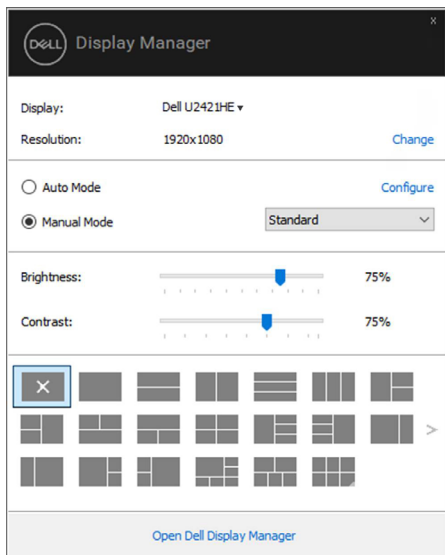 x
DELL Display Manager
Display: Dell U2421HE ▾
Resolution: 1920x1080 Change
Auto Mode Configure
Manual Mode Standard
Brightness: 75%
Contrast: 75%
Open Dell Display Manager